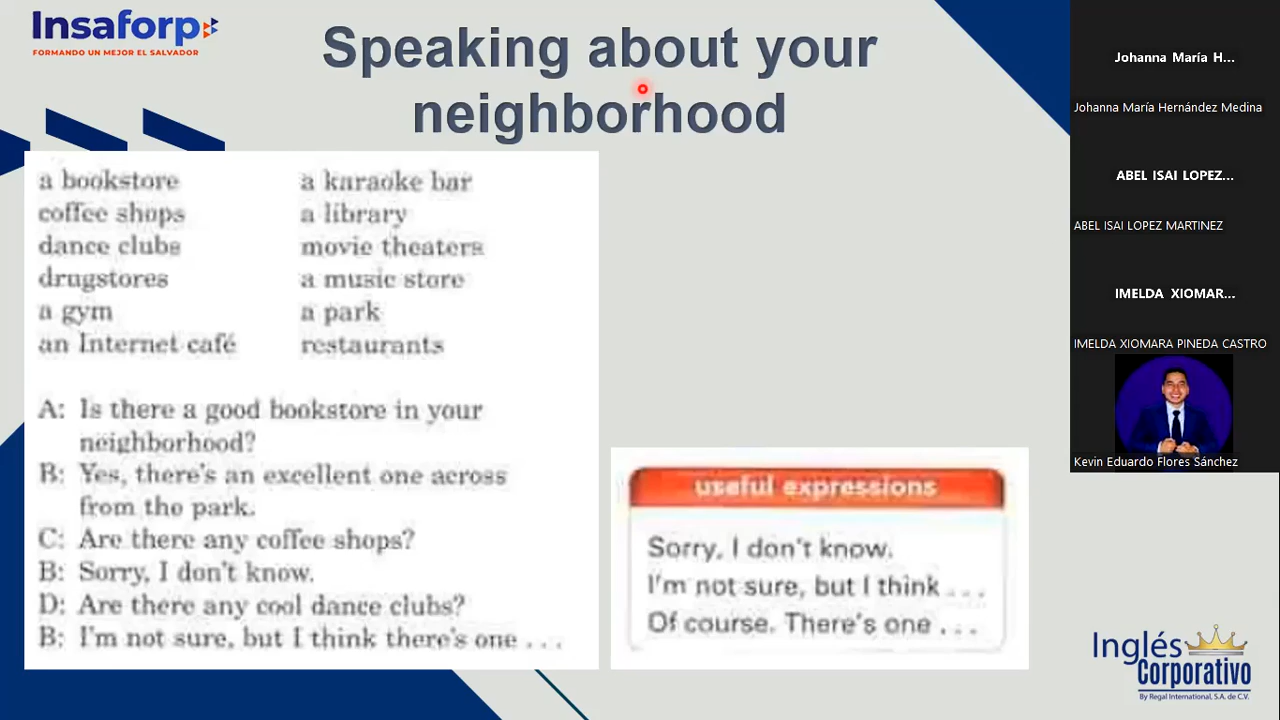 Insaforp
FORMANDO UN MEJOR EL SALVADOR
Speaking about your
neighborhood
a bookstore
coffee shops
dance clubs
drugstores
a gym
an Internet café
a karaoke bar
a library
movie theaters
a music store
a park
restaurants
A: Is there a good bookstore in your
neighborhood?
B: Yes, there's an excellent one across
from the park.
C: Are there any coffee shops?
B: Sorry, I don't know.
D: Are there any cool dance clubs?
B: I'm not sure, but I think there's one . . .
useful expressions
Sorry, I don't know.
I'm not sure, but I think . . .
Of course. There's one . . .
Inglés
Corporativo
By Regal International, S.A. de C.V.
Johanna María H...
Johanna María Hernández Medina
ABEL ISAI LOPEZ...
ABEL ISAI LOPEZ MARTINEZ
IMELDA XIOMAR...
IMELDA XIOMARA PINEDA CASTRO
Kevin Eduardo Flores Sánchez